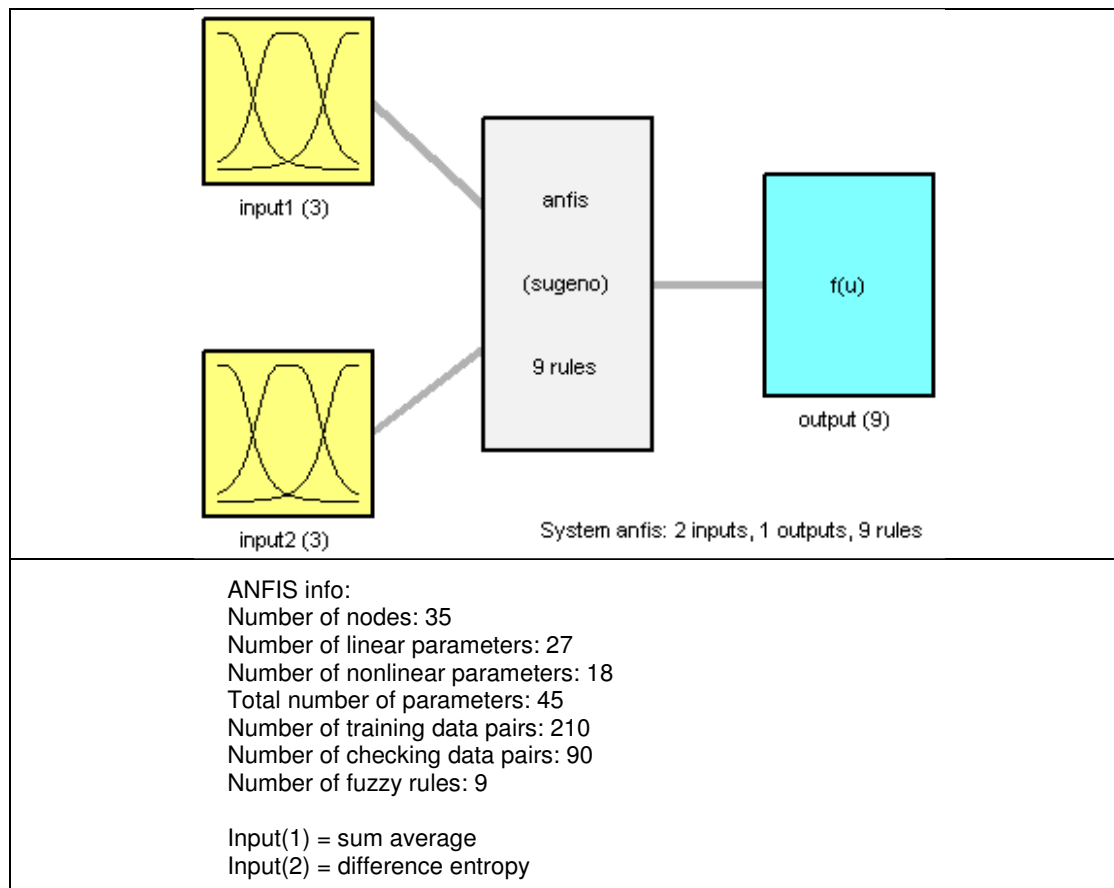 input1 (3)
anfis
(sugeno)
9 rules
f(u)
output (9)
input2 (3)
System anfis: 2 inputs, 1 outputs, 9 rules
ANFIS info:
Number of nodes: 35
Number of linear parameters: 27
Number of nonlinear parameters: 18
Total number of parameters: 45
Number of training data pairs: 210
Number of checking data pairs: 90
Number of fuzzy rules: 9
Input(1) = sum average
Input(2) = difference entropy